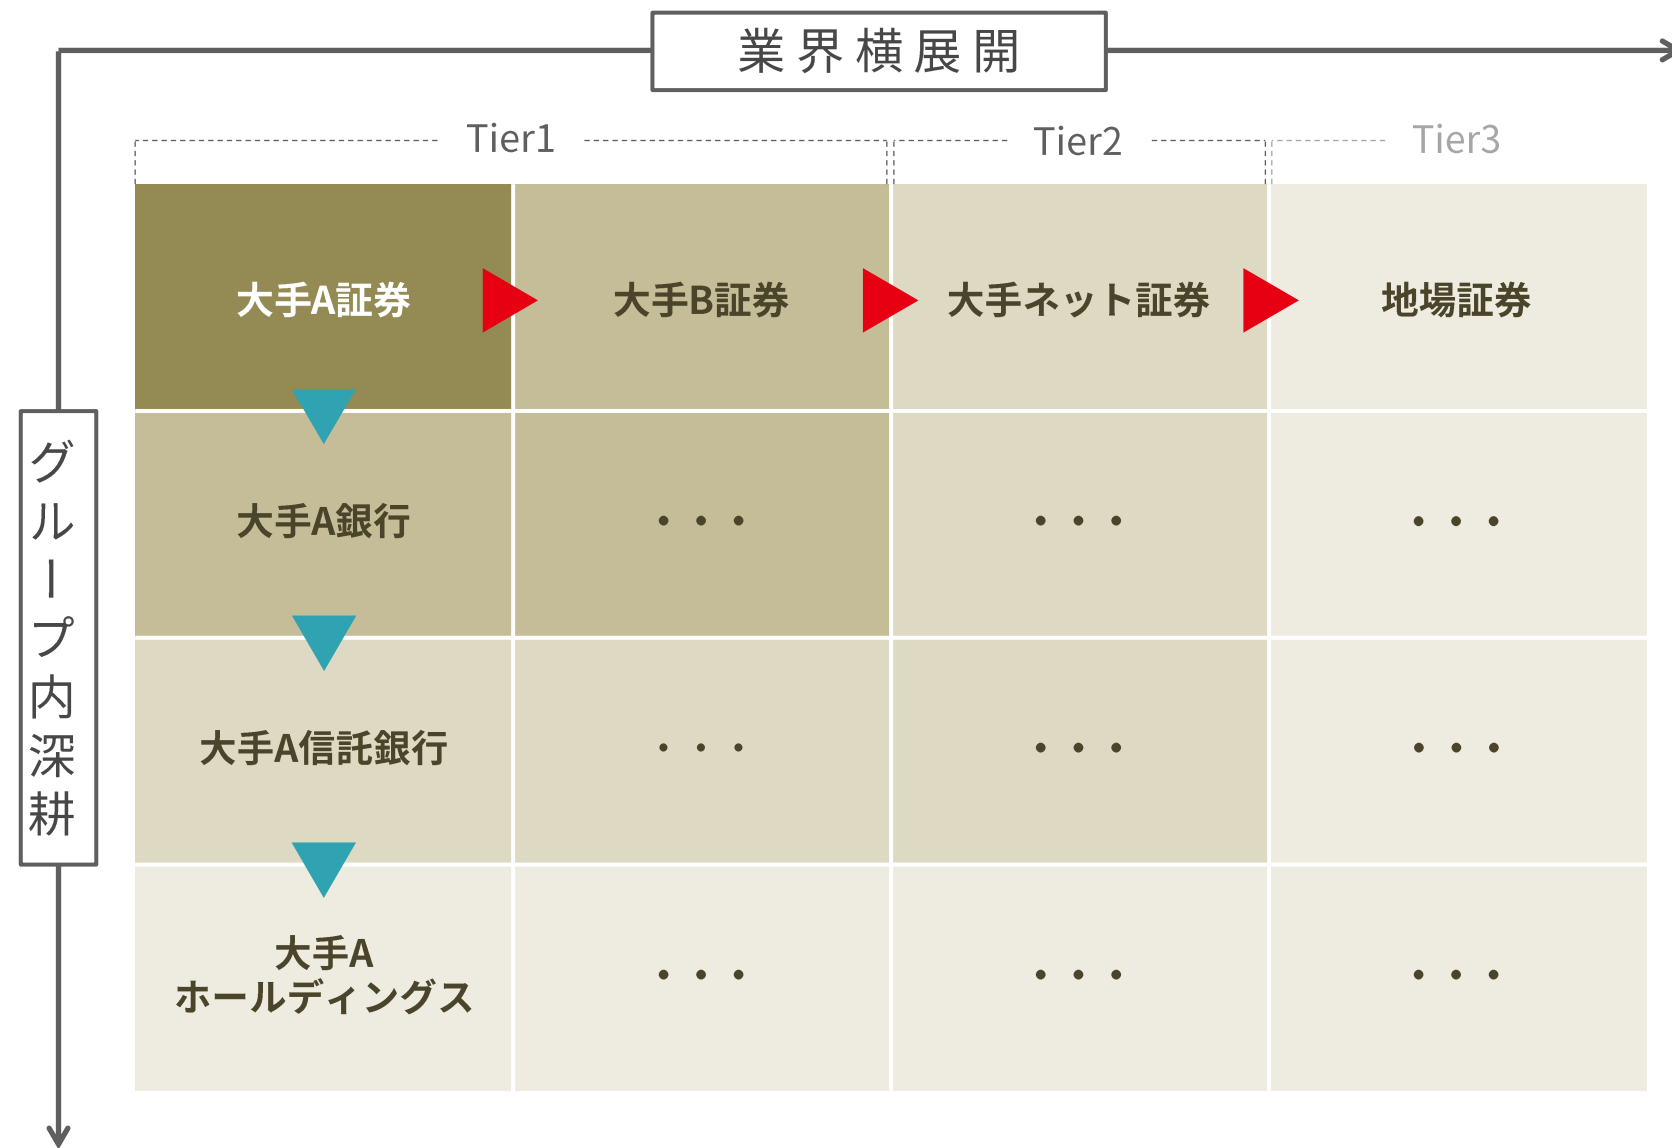 業界横展開
Tier1
Tier2
Tier3
大手A証券
大手B証券
大手ネット証券
地場証券
グループ内深耕
大手A銀行
・・・
・・・
・・・
大手A信託銀行
・・・
・・・
・・・
大手A
ホールディングス
・・・
・・・
・・・